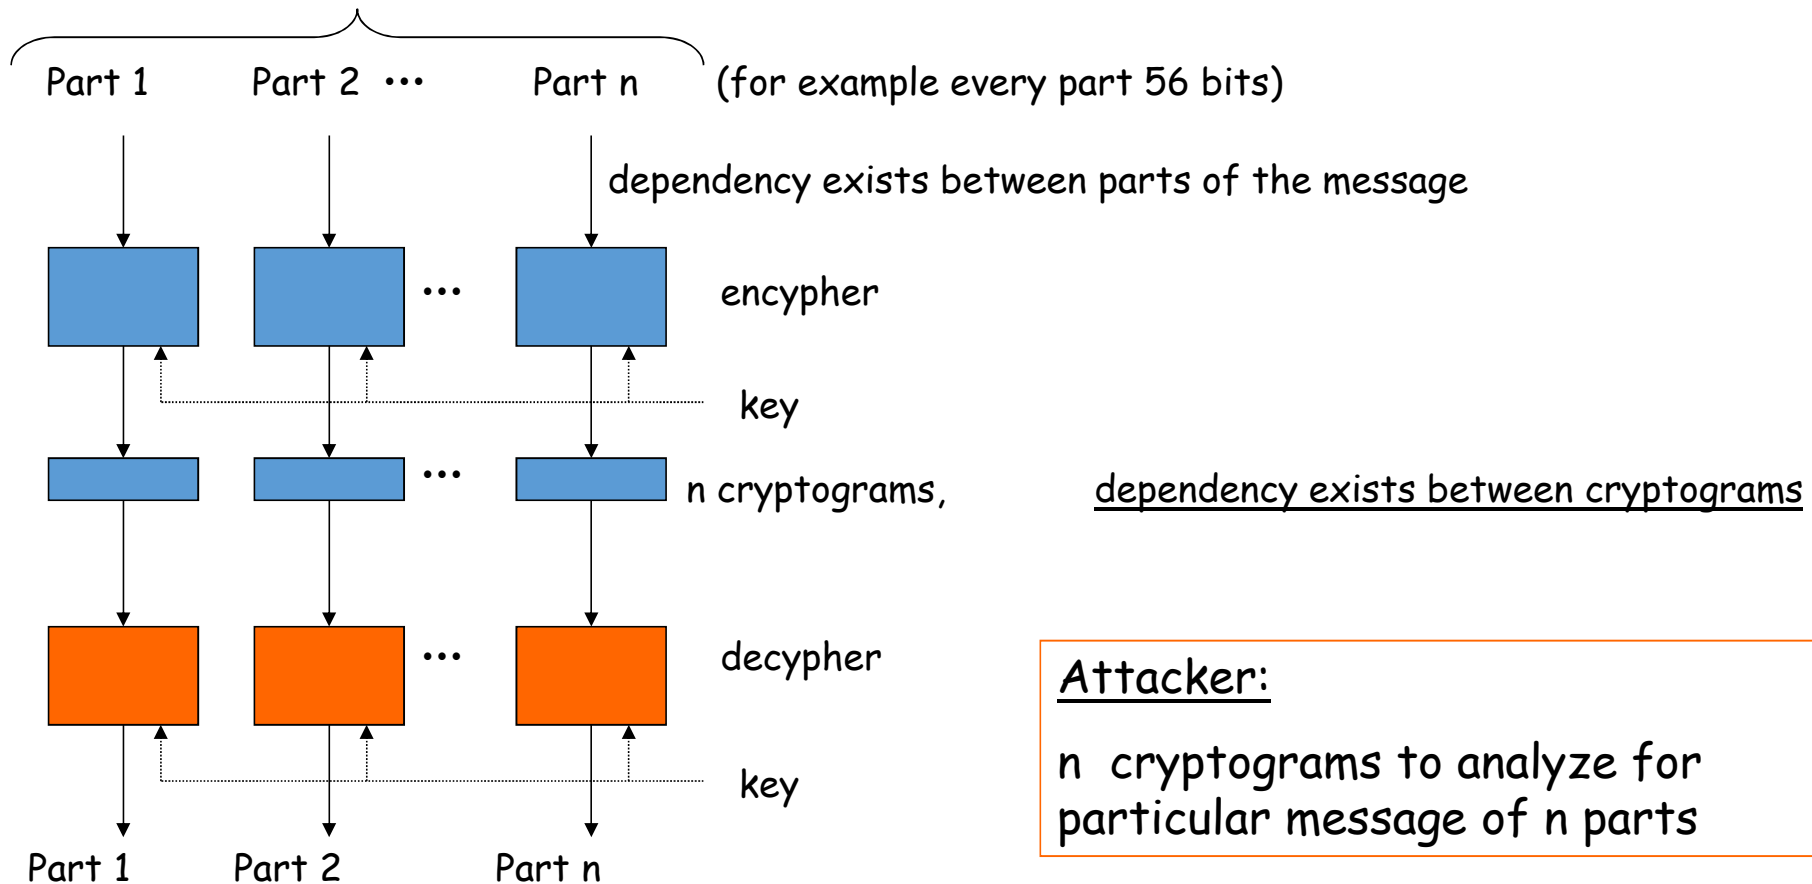 Part 1 Part 2 ... Part n (for example every part 56 bits)
dependency exists between parts of the message
... encypher
key
...
n cryptograms, dependency exists between cryptograms
... decypher
Attacker:
n cryptograms to analyze for
particular message of n parts
key
Part 1 Part 2 Part n